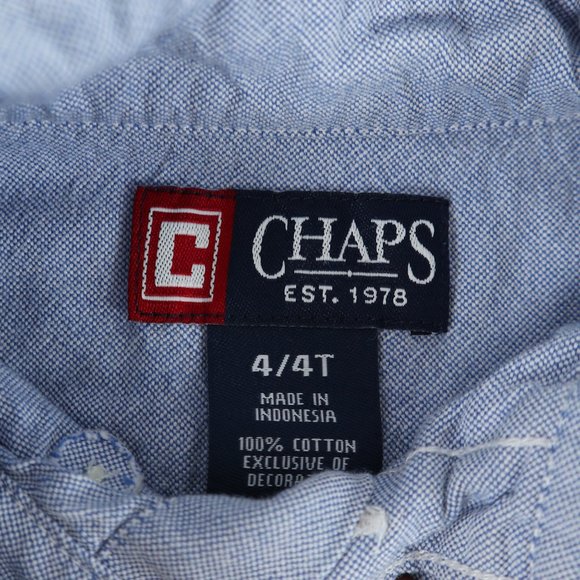 C
CHAPS
EST. 1978
4/4T
MADE IN
INDONESIA
100% COTTON
EXCLUSIVE OF